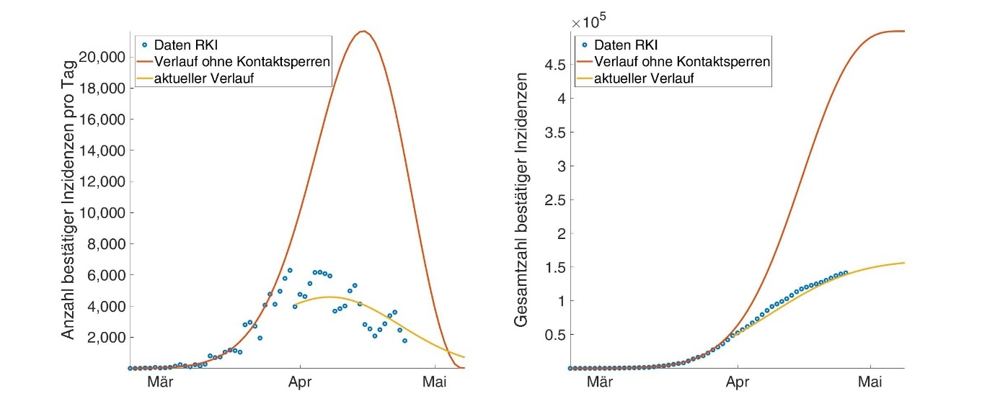 Anzahl bestätiger Inzidenzen pro Tag
20,000
18,000
16,000
14,000
12,000
10,000
8,000
6,000
4,000
2,000
Daten RKI
Verlauf ohne Kontaktsperren
aktueller Verlauf
Mär Apr Mai
Gesamtzahl bestätiger Inzidenzen
×10⁵
4.5
4
3.5
3
2.5
2
1.5
1
0.5
Daten RKI
Verlauf ohne Kontaktsperren
aktueller Verlauf
Mär Apr Mai